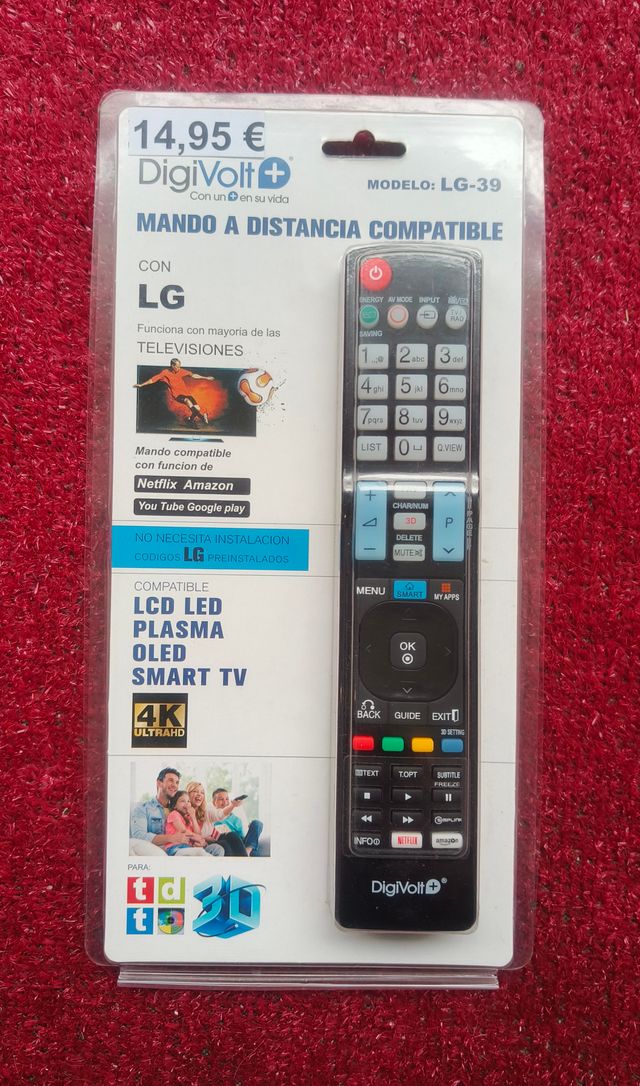 14,95 €
DigiVolt+®
Con un + en su vida
MODELO: LG-39
MANDO A DISTANCIA COMPATIBLE
CON
LG
Funciona con mayoria de las
TELEVISIONES
Mando compatible
con funcion de
Netflix Amazon
You Tube Google play
NO NECESITA INSTALACION
CODIGOS LG PREINSTALADOS
COMPATIBLE
LCD LED
PLASMA
OLED
SMART TV
4K
ULTRAHD
PARA:
tdt
3D
ENERGY AV MODE INPUT
TV/RAD
SAVING
1.,;@ 2abc 3def
4ghi 5jkl 6mno
7pqrs 8tuv 9wxyz
LIST 0 Q.VIEW
+
CHAR/NUM
3D P PAGE
DELETE
- MUTE
MENU SMART MY APPS
OK
BACK GUIDE EXIT
3D SETTING
TEXT T.OPT SUBTITLE
FREEZE
SIMPLINK
INFO NETFLIX amazon
DigiVolt+®